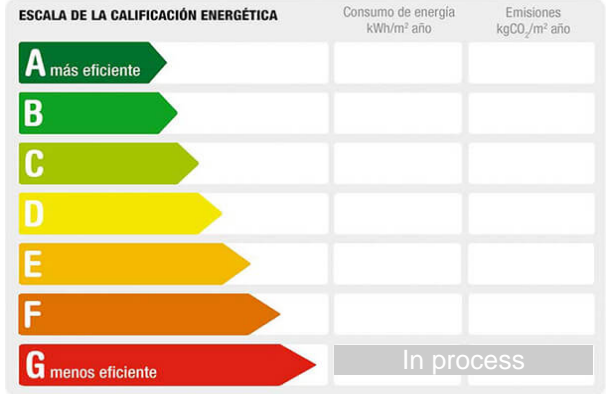 ESCALA DE LA CALIFICACIÓN ENERGÉTICA
Consumo de energía
kWh/m² año
Emisiones
kgCO₂/m² año
A más eficiente
B
C
D
E
F
G menos eficiente
In process